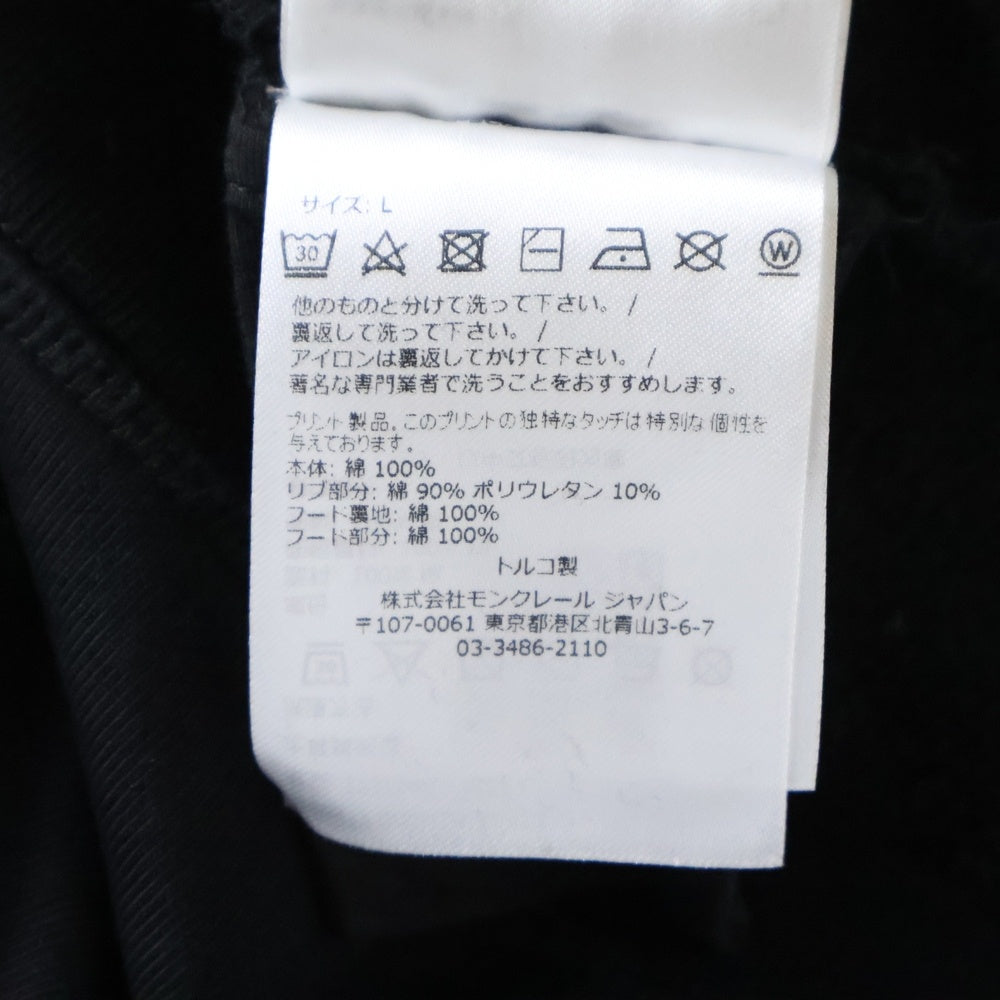 サイズ: L
30 W
他のものと分けて洗って下さい。 /
裏返して洗って下さい。 /
アイロンは裏返してかけて下さい。 /
著名な専門業者で洗うことをおすすめします。
プリント製品。このプリントの独特なタッチは特別な個性を
与えております。
本体: 綿 100%
リブ部分: 綿 90% ポリウレタン 10%
フード裏地: 綿 100%
フード部分: 綿 100%
トルコ製
株式会社モンクレール ジャパン
〒107-0061 東京都港区北青山3-6-7
03-3486-2110